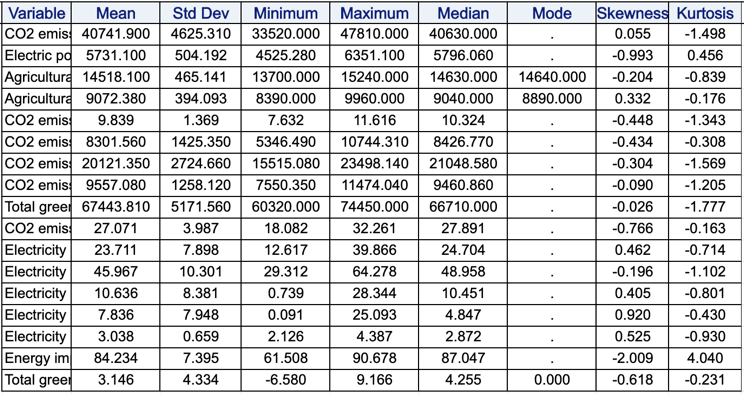 Variable Mean Std Dev Minimum Maximum Median Mode Skewness Kurtosis
CO2 emis 40741.900 4625.310 33520.000 47810.000 40630.000 . 0.055 -1.498
Electric po 5731.100 504.192 4525.280 6351.100 5796.060 . -0.993 0.456
Agricultura 14518.100 465.141 13700.000 15240.000 14630.000 14640.000 -0.204 -0.839
Agricultura 9072.380 394.093 8390.000 9960.000 9040.000 8890.000 0.332 -0.176
CO2 emis 9.839 1.369 7.632 11.616 10.324 . -0.448 -1.343
CO2 emis 8301.560 1425.350 5346.490 10744.310 8426.770 . -0.434 -0.308
CO2 emis 20121.350 2724.660 15515.080 23498.140 21048.580 . -0.304 -1.569
CO2 emis 9557.080 1258.120 7550.350 11474.040 9460.860 . -0.090 -1.205
Total green 67443.810 5171.560 60320.000 74450.000 66710.000 . -0.026 -1.777
CO2 emis 27.071 3.987 18.082 32.261 27.891 . -0.766 -0.163
Electricity 23.711 7.898 12.617 39.866 24.704 . 0.462 -0.714
Electricity 45.967 10.301 29.312 64.278 48.958 . -0.196 -1.102
Electricity 10.636 8.381 0.739 28.344 10.451 . 0.405 -0.801
Electricity 7.836 7.948 0.091 25.093 4.847 . 0.920 -0.430
Electricity 3.038 0.659 2.126 4.387 2.872 . 0.525 -0.930
Energy im 84.234 7.395 61.508 90.678 87.047 . -2.009 4.040
Total green 3.146 4.334 -6.580 9.166 4.255 0.000 -0.618 -0.231